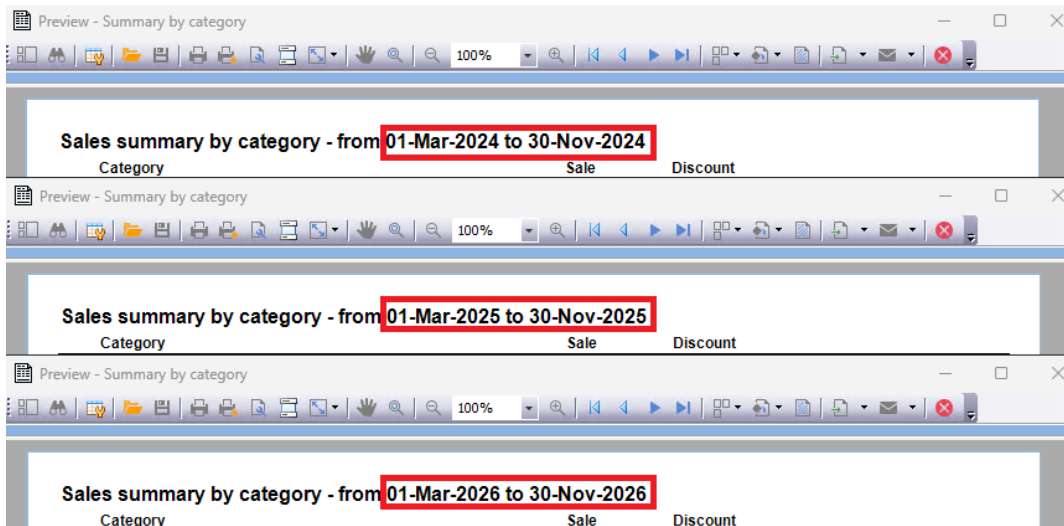 Preview - Summary by category
100%
Sales summary by category - from 01-Mar-2024 to 30-Nov-2024
Category Sale Discount
Preview - Summary by category
100%
Sales summary by category - from 01-Mar-2025 to 30-Nov-2025
Category Sale Discount
Preview - Summary by category
100%
Sales summary by category - from 01-Mar-2026 to 30-Nov-2026
Category Sale Discount